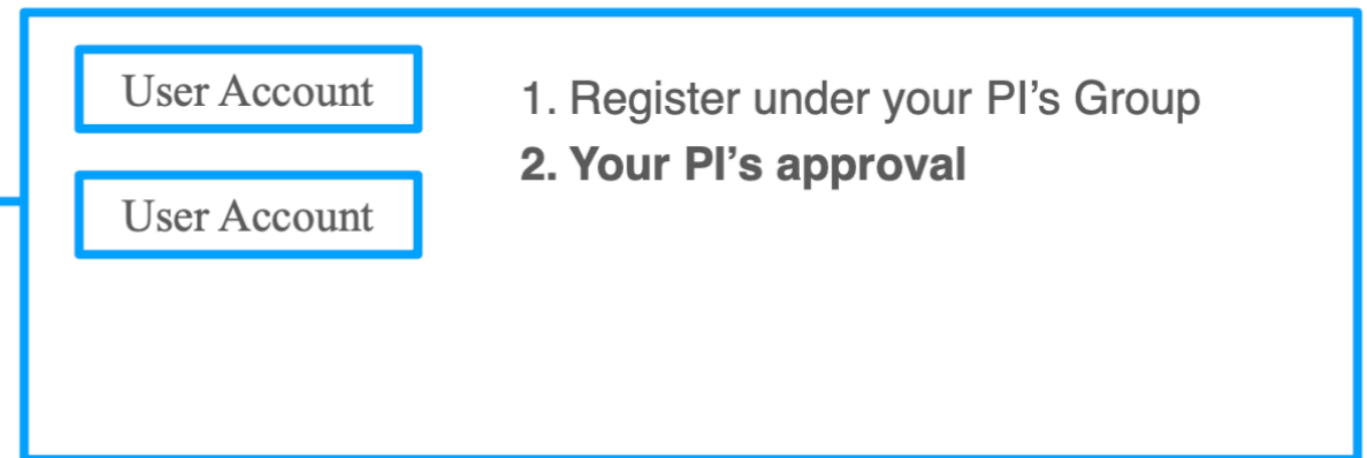 User Account
User Account
1. Register under your PI’s Group
2. Your PI’s approval